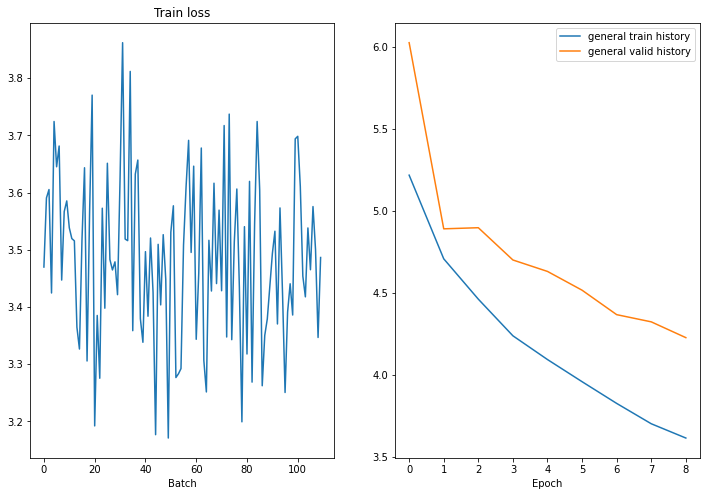 Train loss
3.8
3.7
3.6
3.5
3.4
3.3
3.2
0 20 40 60 80 100
Batch
general train history
general valid history
6.0
5.5
5.0
4.5
4.0
3.5
0 1 2 3 4 5 6 7 8
Epoch